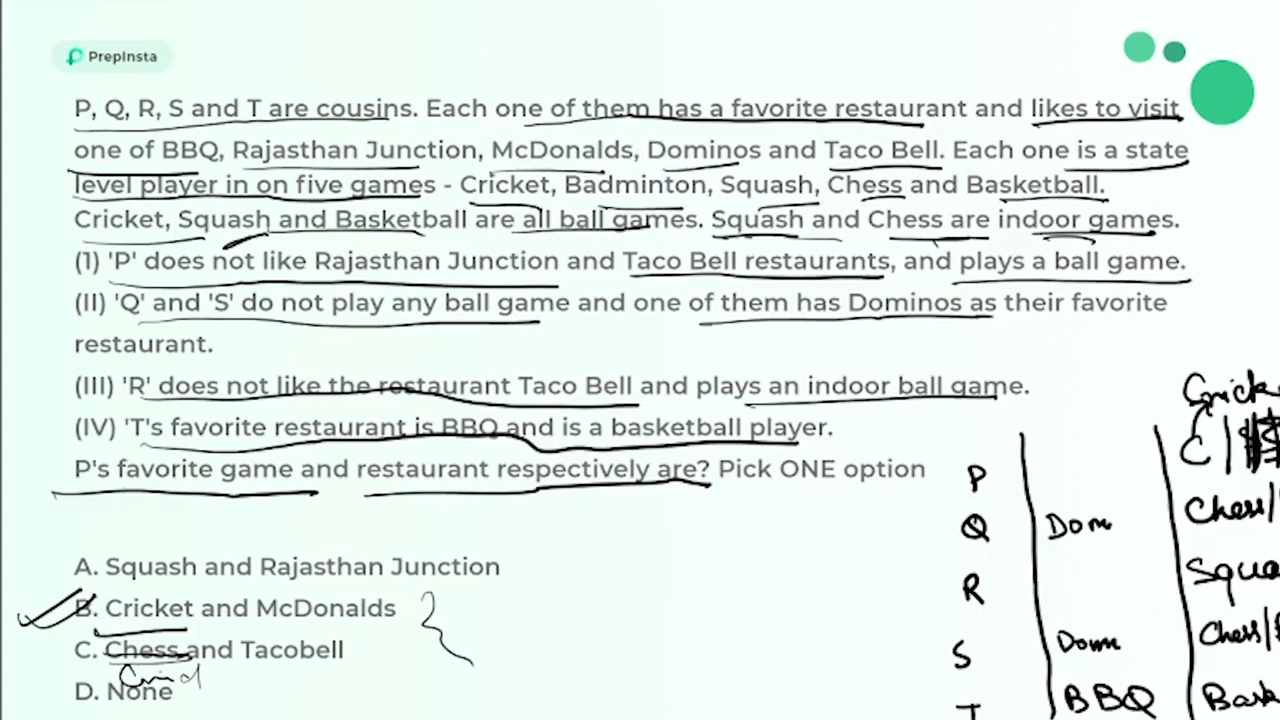 PrepInsta
P, Q, R, S and T are cousins. Each one of them has a favorite restaurant and likes to visit
one of BBQ, Rajasthan Junction, McDonalds, Dominos and Taco Bell. Each one is a state
level player in on five games - Cricket, Badminton, Squash, Chess and Basketball.
Cricket, Squash and Basketball are all ball games. Squash and Chess are indoor games.
(1) 'P' does not like Rajasthan Junction and Taco Bell restaurants, and plays a ball game.
(II) 'Q' and 'S' do not play any ball game and one of them has Dominos as their favorite
restaurant.
(III) 'R' does not like the restaurant Taco Bell and plays an indoor ball game.
(IV) 'T's favorite restaurant is BBQ and is a basketball player.
P's favorite game and restaurant respectively are? Pick ONE option
A. Squash and Rajasthan Junction
B. Cricket and McDonalds
C. Chess and Tacobell
D. None
Cricke
P C/
Q Dom Chess/
R Squa
S Dom Chess/
T BBQ Bask